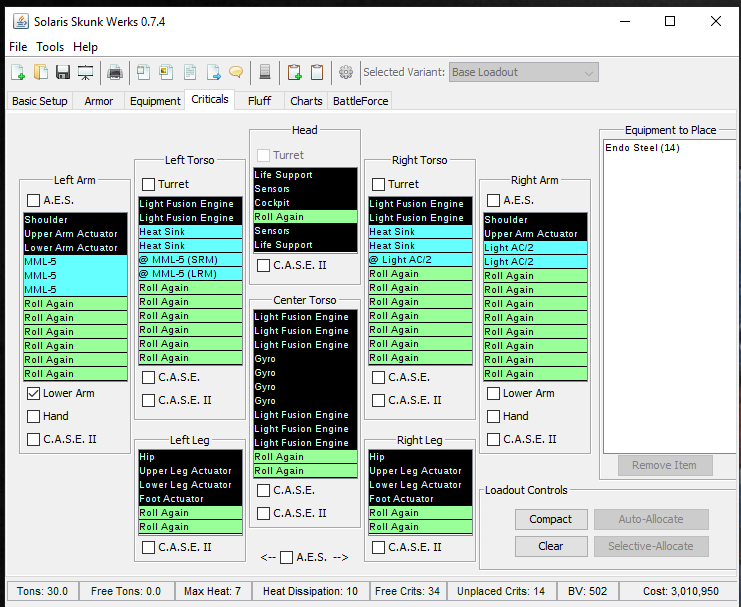 Solaris Skunk Werks 0.7.4
File Tools Help
Selected Variant: Base Loadout
Basic Setup Armor Equipment Criticals Fluff Charts BattleForce
Left Arm
A.E.S.
Shoulder
Upper Arm Actuator
Lower Arm Actuator
MML-5
MML-5
MML-5
Roll Again
Roll Again
Roll Again
Roll Again
Roll Again
Roll Again
Lower Arm
Hand
C.A.S.E. II
Left Torso
Turret
Light Fusion Engine
Light Fusion Engine
Heat Sink
Heat Sink
@ MML-5 (SRM)
@ MML-5 (LRM)
Roll Again
Roll Again
Roll Again
Roll Again
Roll Again
Roll Again
C.A.S.E.
C.A.S.E. II
Left Leg
Hip
Upper Leg Actuator
Lower Leg Actuator
Foot Actuator
Roll Again
Roll Again
C.A.S.E. II
Head
Turret
Life Support
Sensors
Cockpit
Roll Again
Sensors
Life Support
C.A.S.E. II
Center Torso
Light Fusion Engine
Light Fusion Engine
Light Fusion Engine
Gyro
Gyro
Gyro
Gyro
Light Fusion Engine
Light Fusion Engine
Light Fusion Engine
Roll Again
Roll Again
C.A.S.E.
C.A.S.E. II
<-- A.E.S. -->
Right Torso
Turret
Light Fusion Engine
Light Fusion Engine
Heat Sink
Heat Sink
@ Light AC/2
Roll Again
Roll Again
Roll Again
Roll Again
Roll Again
Roll Again
Roll Again
C.A.S.E.
C.A.S.E. II
Right Leg
Hip
Upper Leg Actuator
Lower Leg Actuator
Foot Actuator
Roll Again
Roll Again
C.A.S.E. II
Right Arm
A.E.S.
Shoulder
Upper Arm Actuator
Light AC/2
Light AC/2
Roll Again
Roll Again
Roll Again
Roll Again
Roll Again
Roll Again
Roll Again
Roll Again
Lower Arm
Hand
C.A.S.E. II
Equipment to Place
Endo Steel (14)
Remove Item
Loadout Controls
Compact Auto-Allocate
Clear Selective-Allocate
Tons: 30.0 Free Tons: 0.0 Max Heat: 7 Heat Dissipation: 10 Free Crits: 34 Unplaced Crits: 14 BV: 502 Cost: 3,010,950